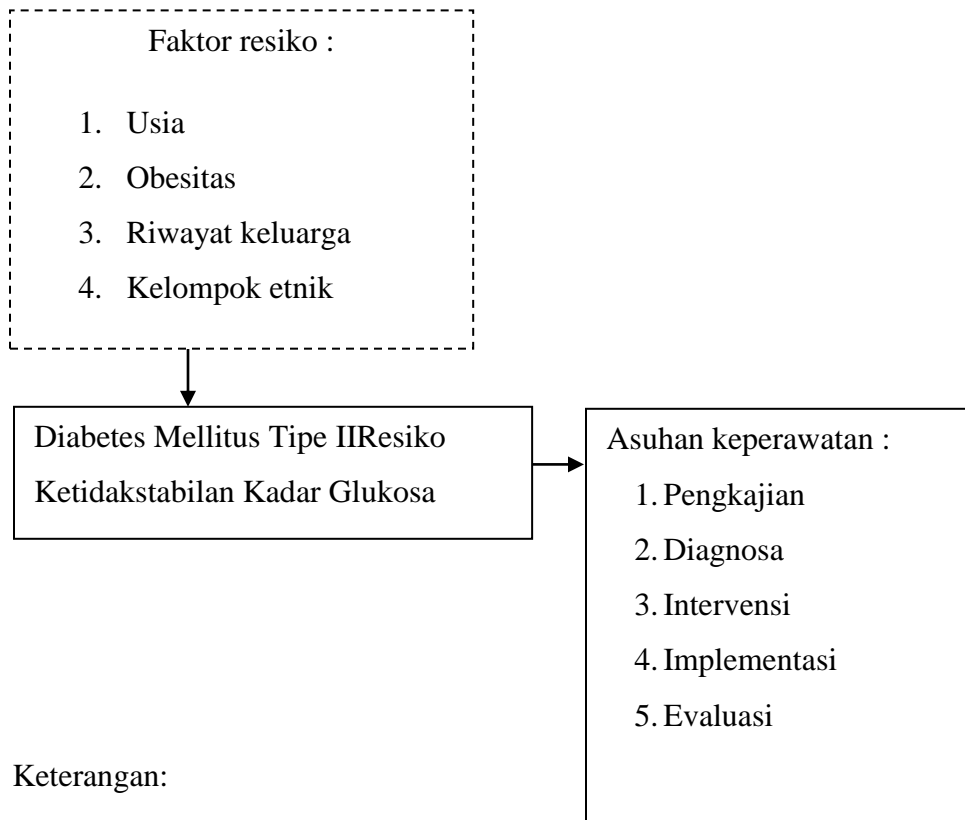 Faktor resiko :
1. Usia
2. Obesitas
3. Riwayat keluarga
4. Kelompok etnik
Diabetes Mellitus Tipe IIResiko
Ketidakstabilan Kadar Glukosa
Asuhan keperawatan :
1. Pengkajian
2. Diagnosa
3. Intervensi
4. Implementasi
5. Evaluasi
Keterangan: